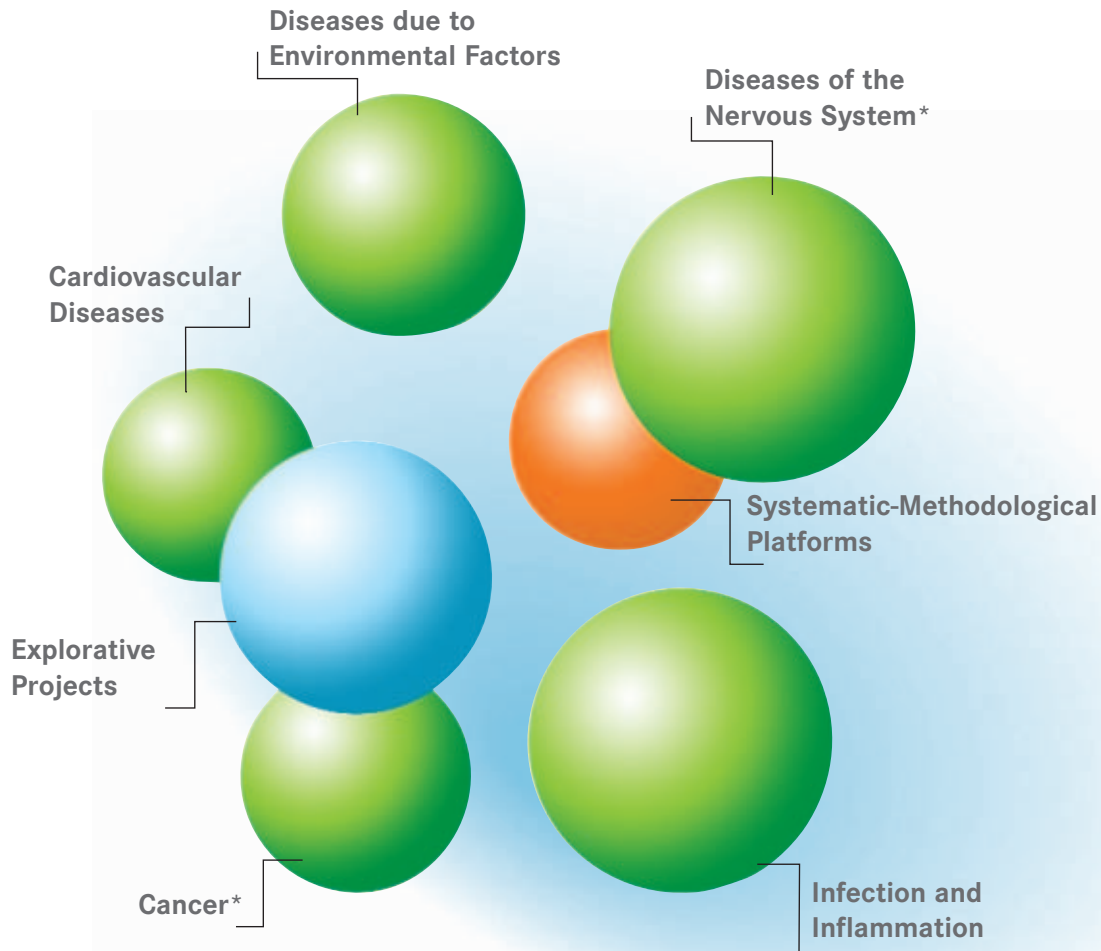 Diseases due to
Environmental Factors
Diseases of the
Nervous System*
Cardiovascular
Diseases
Systematic-Methodological
Platforms
Explorative
Projects
Cancer*
Infection and
Inflammation